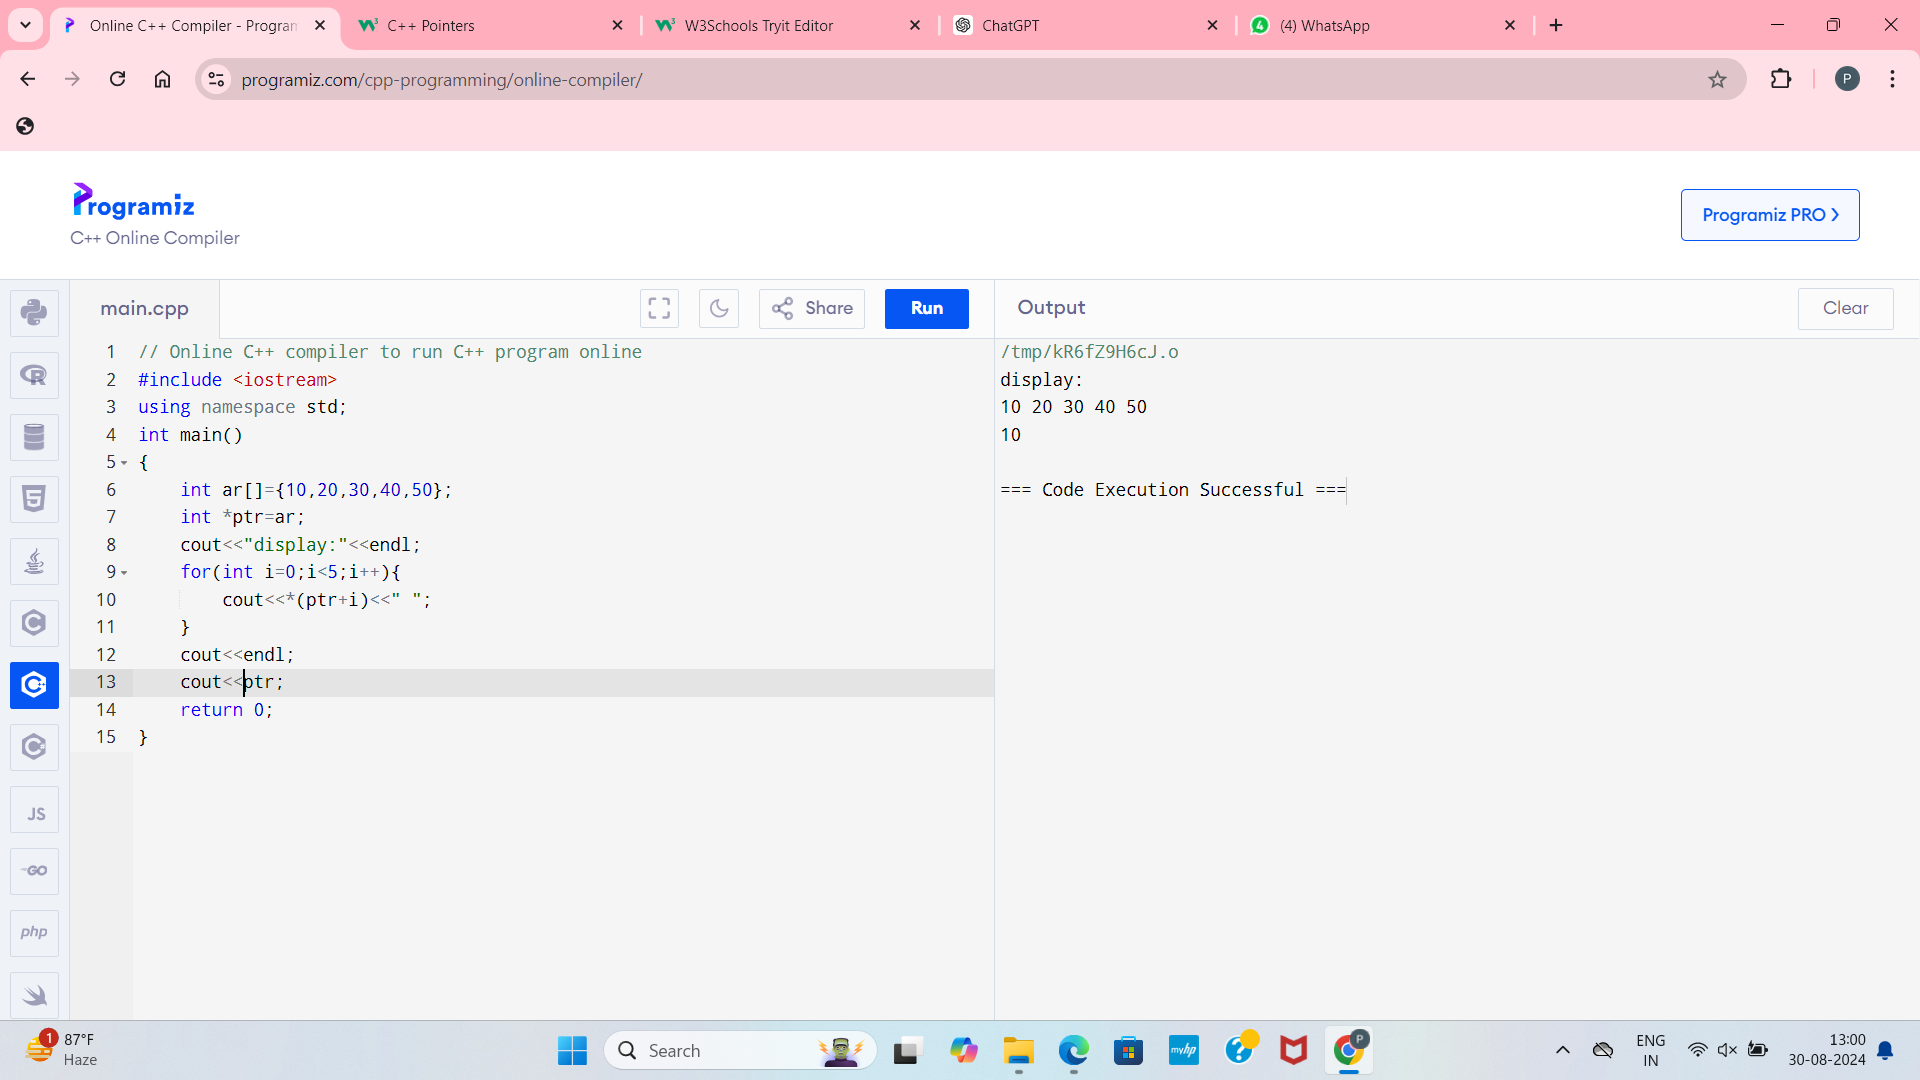 Online C++ Compiler - Program
C++ Pointers
W3Schools Tryit Editor
ChatGPT
(4) WhatsApp
programiz.com/cpp-programming/online-compiler/
P
Programiz
C++ Online Compiler
Programiz PRO
main.cpp
Share
Run
Output
Clear
1 // Online C++ compiler to run C++ program online
2 #include <iostream>
3 using namespace std;
4 int main()
5 {
6 int ar[]={10,20,30,40,50};
7 int *ptr=ar;
8 cout<<"display:"<<endl;
9 for(int i=0;i<5;i++){
10 cout<<*(ptr+i)<<" ";
11 }
12 cout<<endl;
13 cout<<ptr;
14 return 0;
15 }
/tmp/kR6fZ9H6cJ.o
display:
10 20 30 40 50
10
=== Code Execution Successful ===
JS
GO
php
1
87°F
Haze
Search
myhp
P
ENG
IN
13:00
30-08-2024